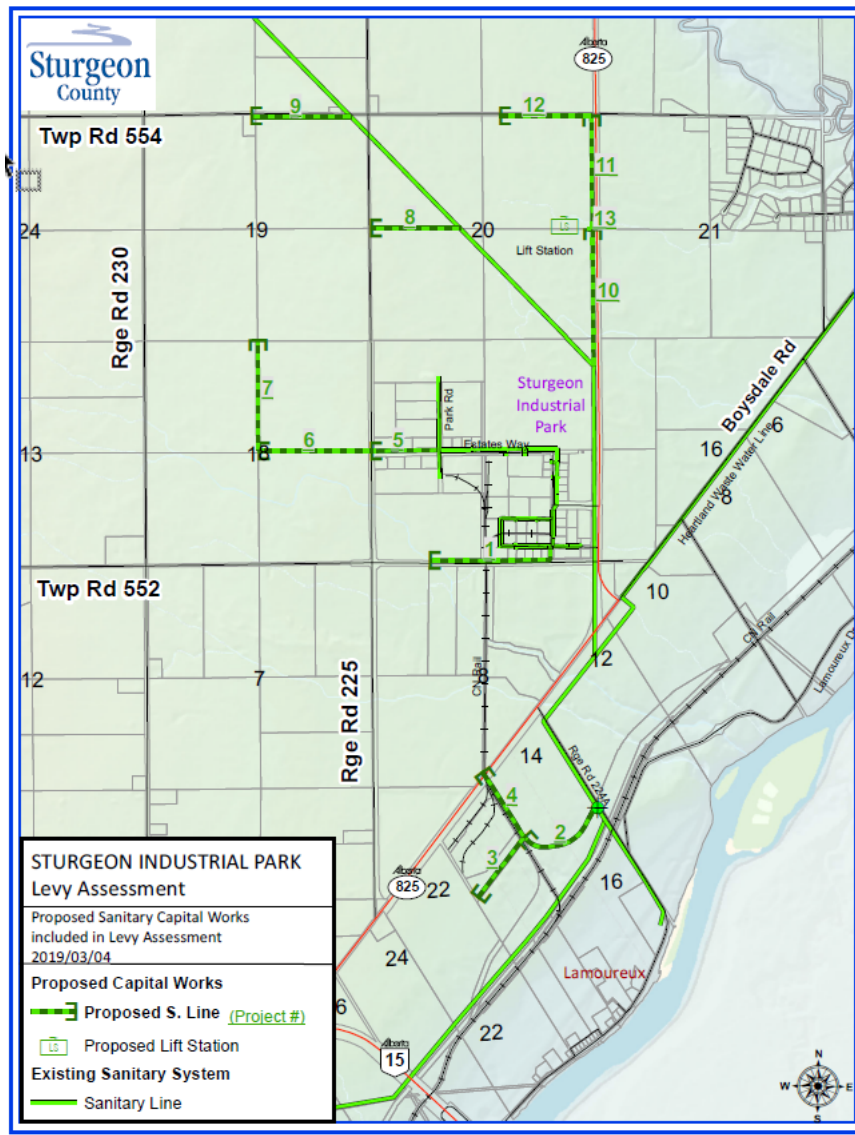 Sturgeon
County
Alberta
825
9
12
Twp Rd 554
11
24
19
8
20
LS
13
21
Lift Station
Rge Rd 230
10
7
Sturgeon
Industrial
Park
Park Rd
Boysdale Rd
6
13
18
6
5
Estates Way
16
8
Heartland Waste Water Line
1
Twp Rd 552
10
12
CN Rail
Lamoureux D
12
7
8
CN Rail
Rge Rd 225
14
Rge Rd 224A
4
2
3
16
Alberta
825
22
24
Lamoureux
6
22
Alberta
15
STURGEON INDUSTRIAL PARK
Levy Assessment
Proposed Sanitary Capital Works
included in Levy Assessment
2019/03/04
Proposed Capital Works
Proposed S. Line (Project #)
LS Proposed Lift Station
Existing Sanitary System
Sanitary Line
N
W E
S